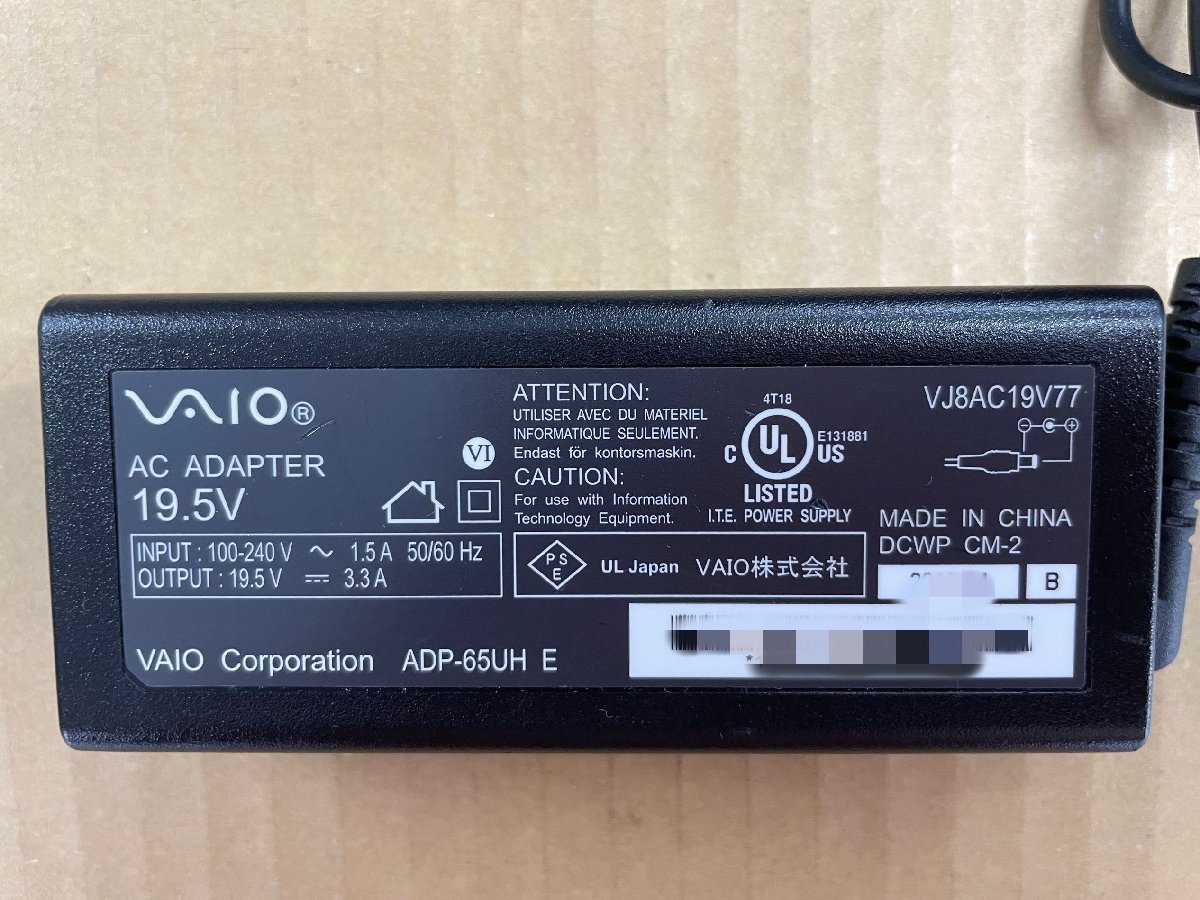 VAIO®
AC ADAPTER
19.5V
VI
INPUT : 100-240 V ~ 1.5 A 50/60 Hz
OUTPUT : 19.5 V ⎓ 3.3 A
VAIO Corporation ADP-65UH E
ATTENTION:
UTILISER AVEC DU MATERIEL
INFORMATIQUE SEULEMENT.
Endast för kontorsmaskin.
CAUTION:
For use with Information
Technology Equipment.
4T18
C UL US
E131881
LISTED
I.T.E. POWER SUPPLY
PSE UL Japan VAIO株式会社
VJ8AC19V77
MADE IN CHINA
DCWP CM-2
B